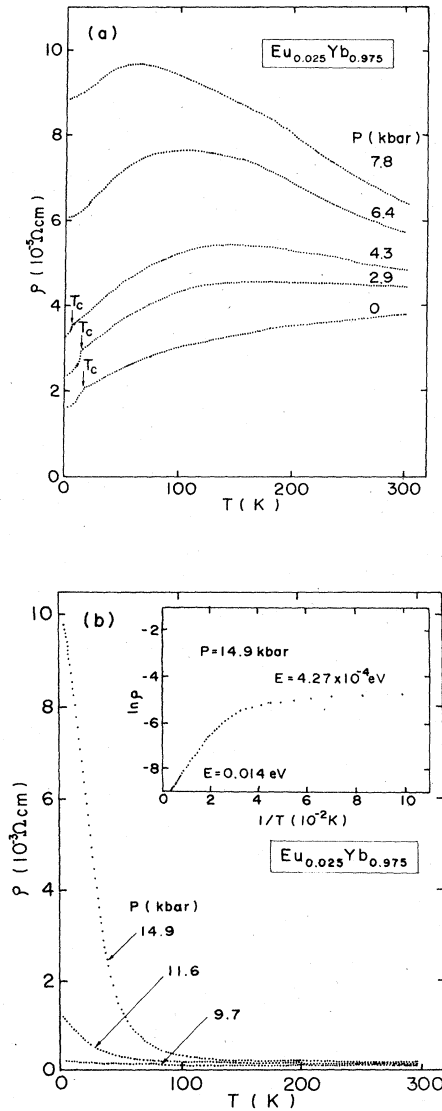 (a)
Eu0.025Yb0.975
P (kbar)
7.8
6.4
4.3
2.9
0
Tc
Tc
Tc
10
8
6
4
2
0
ρ (10⁻⁵Ωcm)
0
100
200
300
T (K)
(b)
P=14.9 kbar
E=4.27x10⁻⁴eV
E=0.014 eV
-2
-4
-6
-8
lnρ
0
2
4
6
8
10
1/T (10⁻²K)
Eu0.025Yb0.975
P (kbar)
14.9
11.6
9.7
10
8
6
4
2
0
ρ (10⁻³Ωcm)
0
100
200
300
T (K)